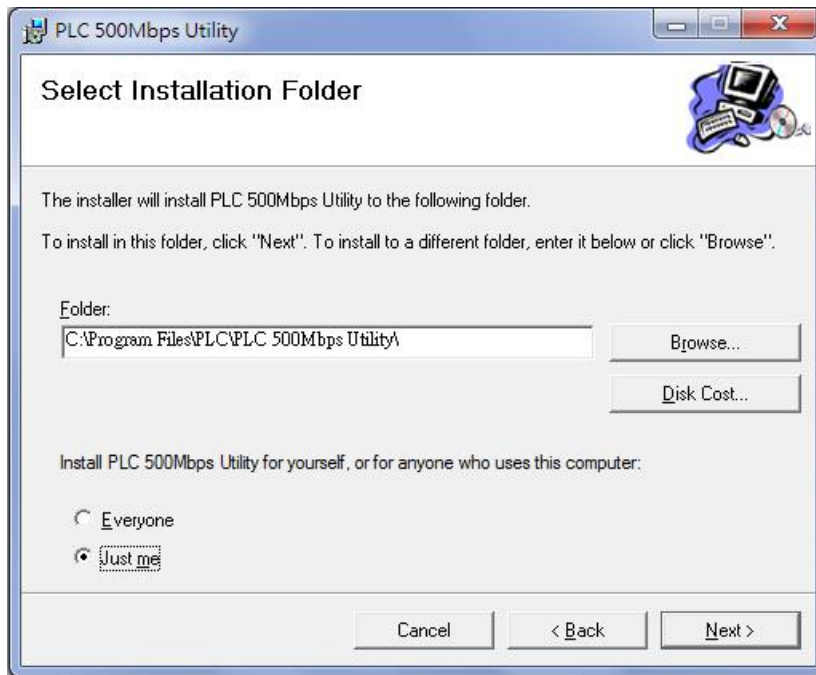 PLC 500Mbps Utility
Select Installation Folder
The installer will install PLC 500Mbps Utility to the following folder.
To install in this folder, click "Next". To install to a different folder, enter it below or click "Browse".
Folder:
C:\Program Files\PLC\PLC 500Mbps Utility\
Browse...
Disk Cost...
Install PLC 500Mbps Utility for yourself, or for anyone who uses this computer:
Everyone
Just me
Cancel
< Back
Next >